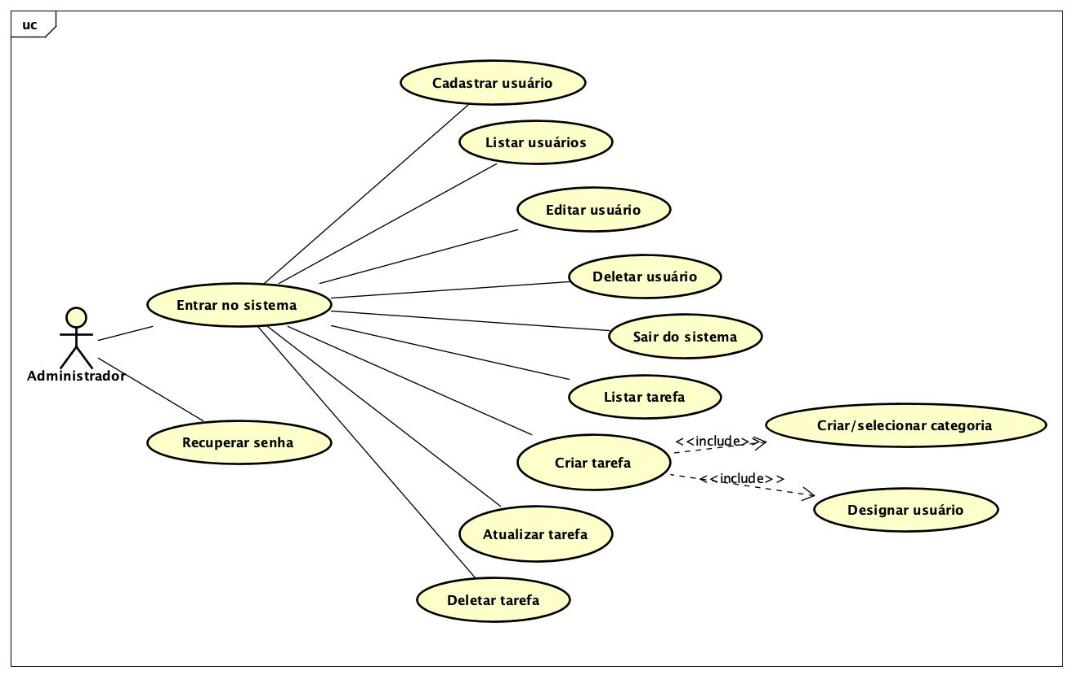 uc
Cadastrar usuário
Listar usuários
Editar usuário
Deletar usuário
Entrar no sistema
Sair do sistema
Administrador
Listar tarefa
Criar/selecionar categoria
<<include>>
Recuperar senha
Criar tarefa
<<include>>
Designar usuário
Atualizar tarefa
Deletar tarefa